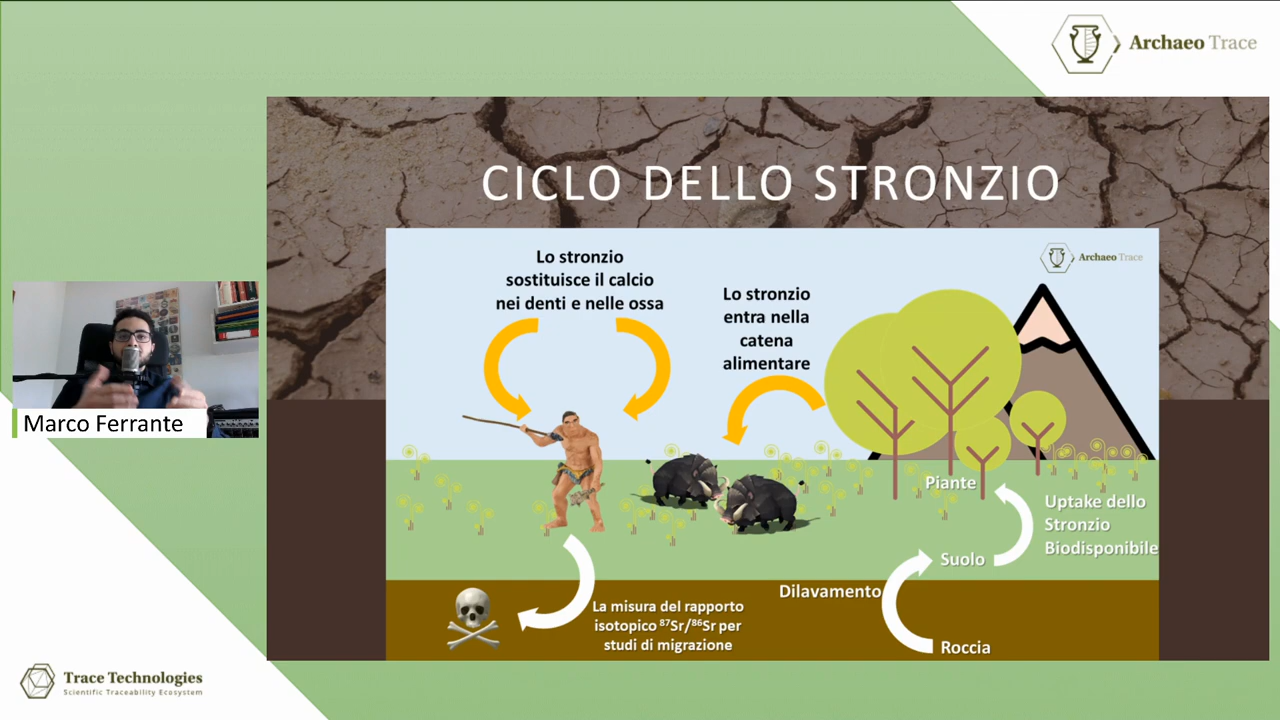 Archaeo Trace
CICLO DELLO STRONZIO
Lo stronzio
sostituisce il calcio
nei denti e nelle ossa
Lo stronzio
entra nella
catena
alimentare
Archaeo Trace
Marco Ferrante
Piante
Uptake dello
Stronzio
Biodisponibile
Suolo
Dilavamento
Roccia
La misura del rapporto
isotopico ⁸⁷Sr/⁸⁶Sr per
studi di migrazione
Trace Technologies
Scientific Traceability Ecosystem